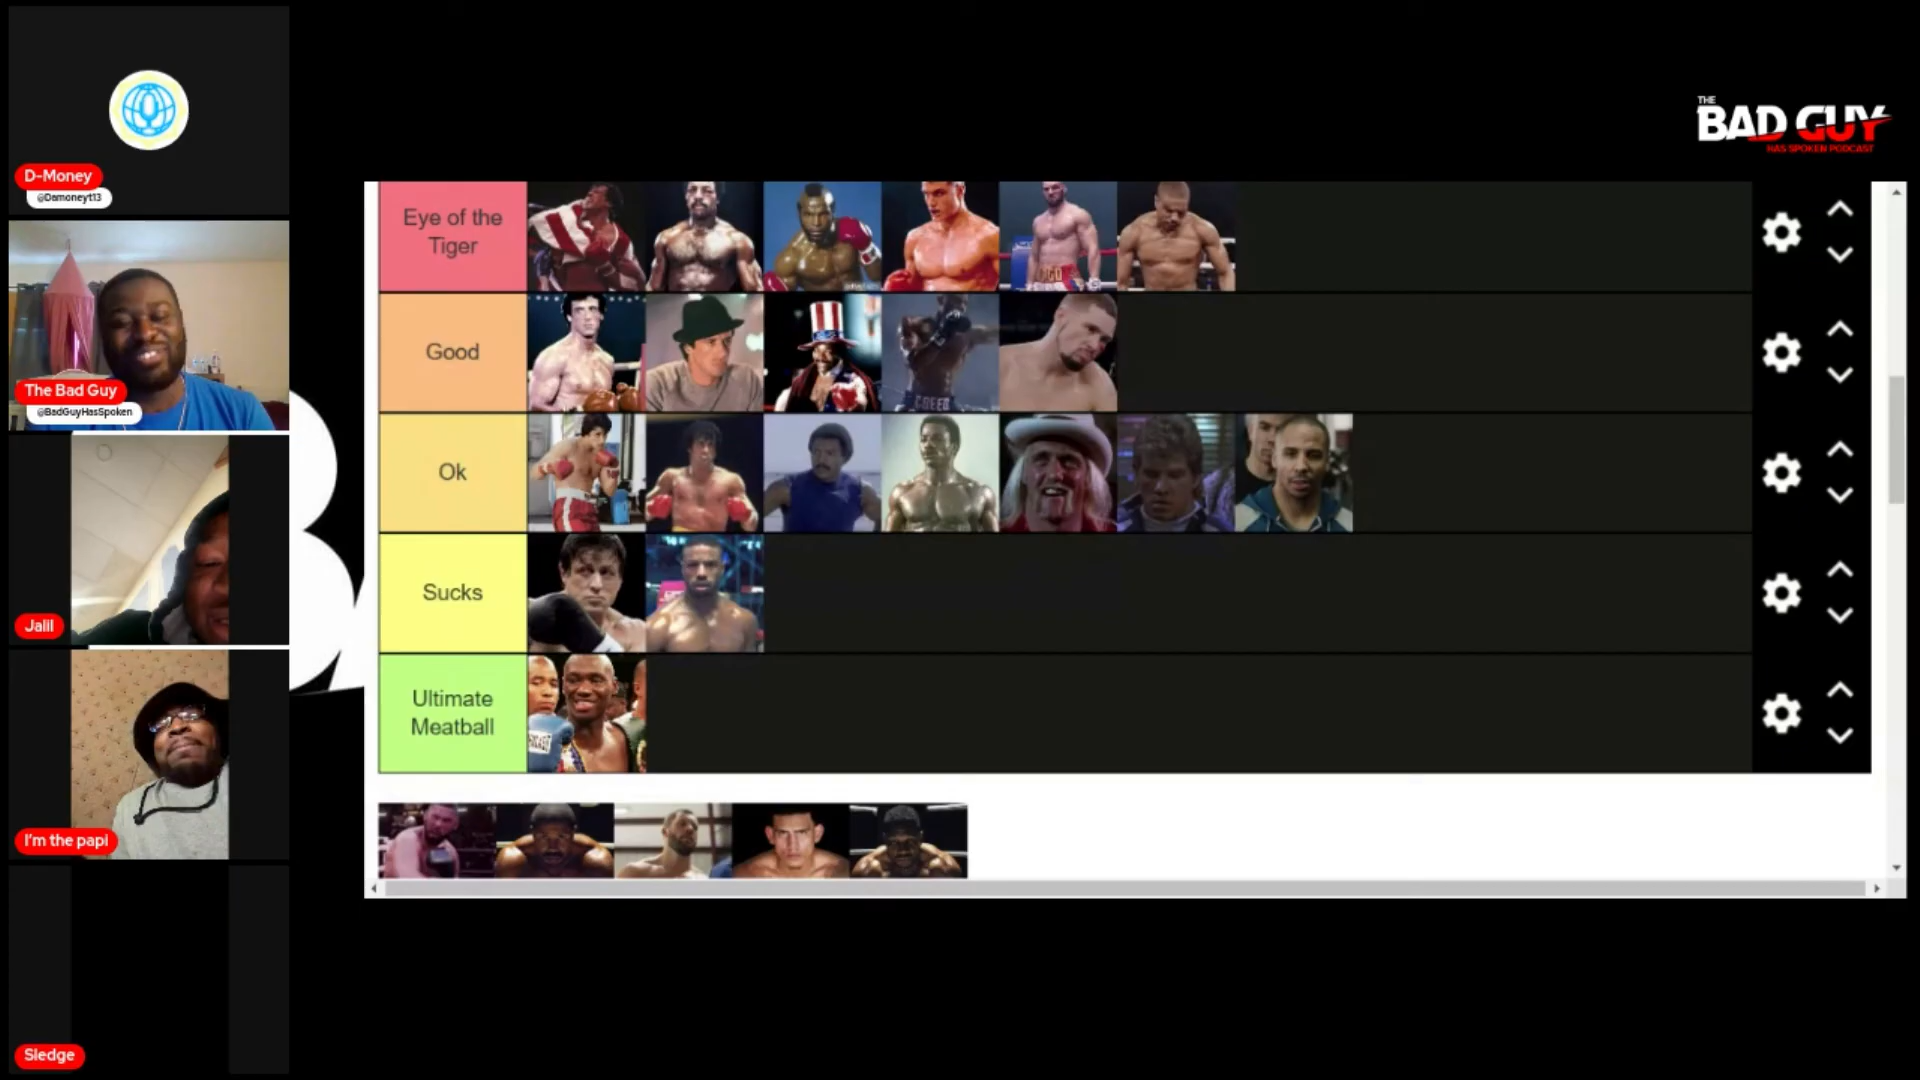 D-Money
@Damoneyt13
The Bad Guy
@BadGuyHasSpoken
Jalil
I'm the papi
Sledge
THE
BAD GUY
HAS SPOKEN PODCAST
Eye of the
Tiger
Good
CREED
Ok
Sucks
Ultimate
Meatball